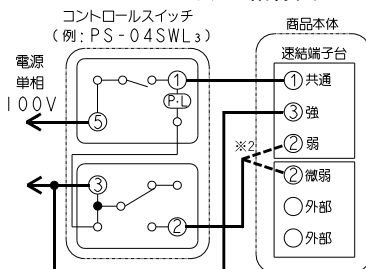 コントロールスイッチ
(例:PS-04SWL₃)
商品本体
電源
単相
100V
速結端子台
① 共通
③ 強
② 弱
② 微弱
○外部
○外部
①
P・L
⑤
③
②
※2